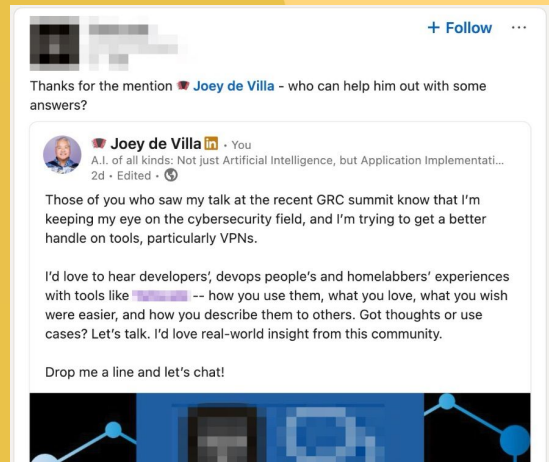 + Follow ...
Thanks for the mention Joey de Villa - who can help him out with some
answers?
Joey de Villa in · You
A.I. of all kinds: Not just Artificial Intelligence, but Application Implementati...
2d • Edited •
Those of you who saw my talk at the recent GRC summit know that I'm
keeping my eye on the cybersecurity field, and I'm trying to get a better
handle on tools, particularly VPNs.
I'd love to hear developers', devops people's and homelabbers' experiences
with tools like -- how you use them, what you love, what you wish
were easier, and how you describe them to others. Got thoughts or use
cases? Let's talk. I'd love real-world insight from this community.
Drop me a line and let's chat!